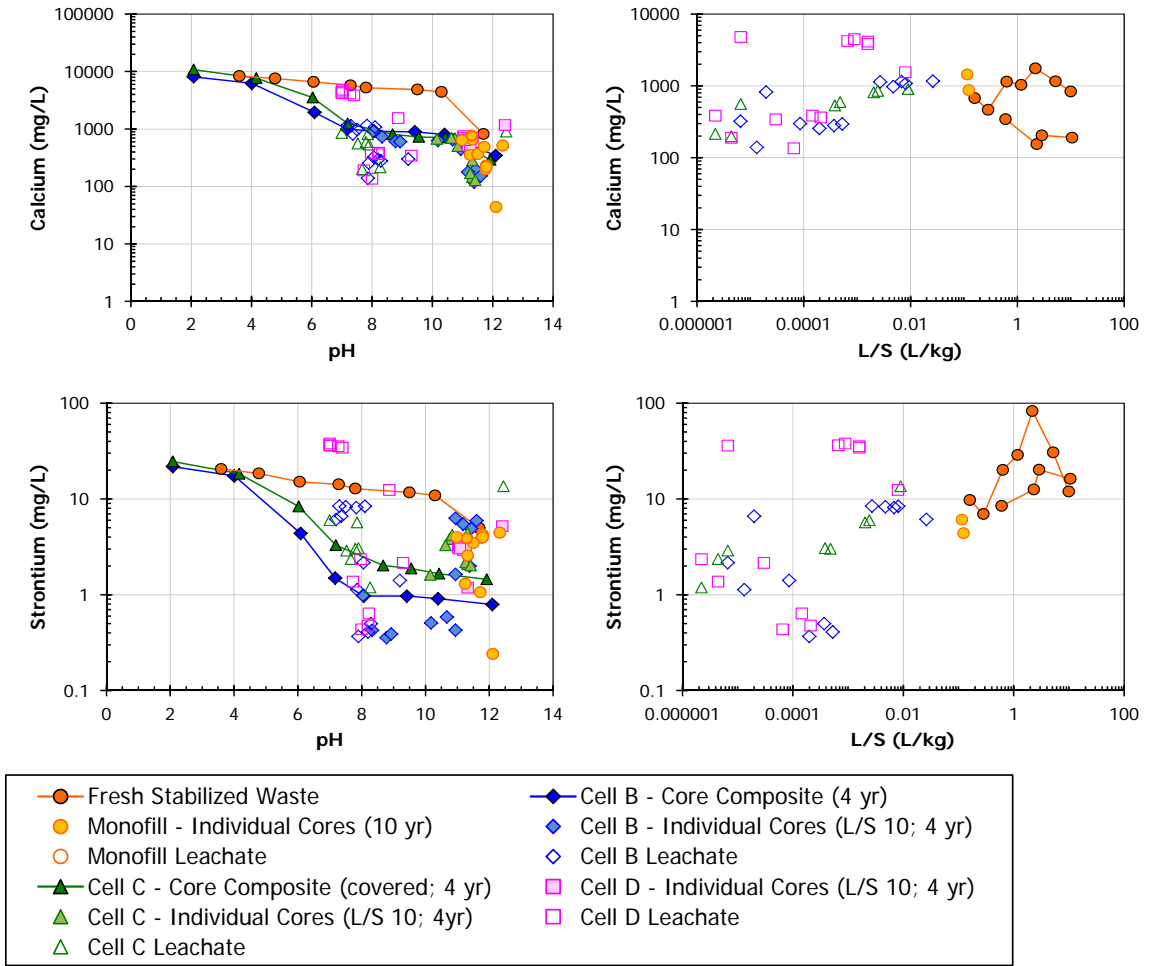 100000
10000
1000
100
10
1
Calcium (mg/L)
0 2 4 6 8 10 12 14
pH
10000
1000
100
10
1
Calcium (mg/L)
0.000001 0.0001 0.01 1 100
L/S (L/kg)
100
10
1
0.1
Strontium (mg/L)
0 2 4 6 8 10 12 14
pH
100
10
1
0.1
Strontium (mg/L)
0.000001 0.0001 0.01 1 100
L/S (L/kg)
Fresh Stabilized Waste
Monofill - Individual Cores (10 yr)
Monofill Leachate
Cell C - Core Composite (covered; 4 yr)
Cell C - Individual Cores (L/S 10; 4yr)
Cell C Leachate
Cell B - Core Composite (4 yr)
Cell B - Individual Cores (L/S 10; 4 yr)
Cell B Leachate
Cell D - Individual Cores (L/S 10; 4 yr)
Cell D Leachate